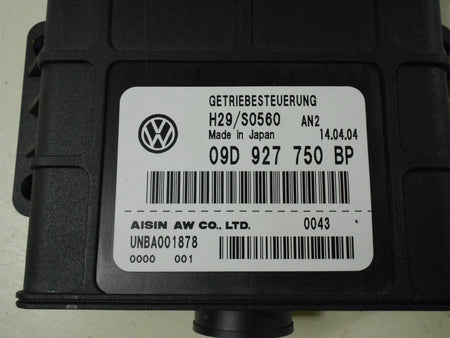 GETRIEBESTEUERUNG
H29/S0560 AN2
Made in Japan 14.04.04
09D 927 750 BP
AISIN AW CO., LTD. 0043
UNBA001878
0000 001